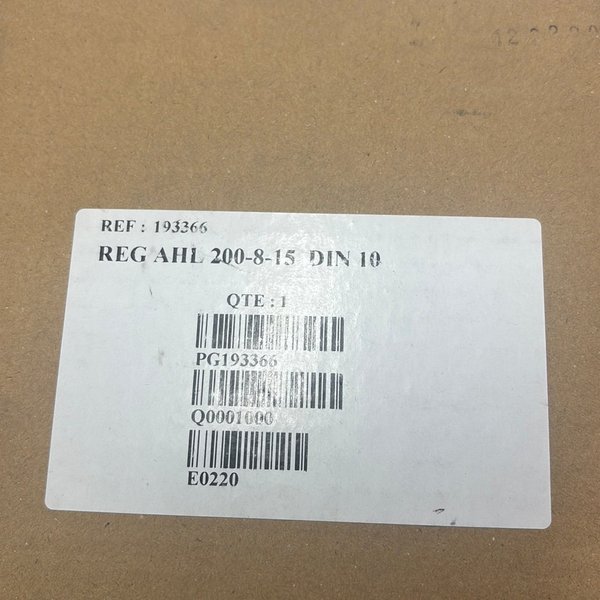 REF : 193366
REG AHL 200-8-15 DIN 10
QTE : 1
PG193366
Q0001000
E0220